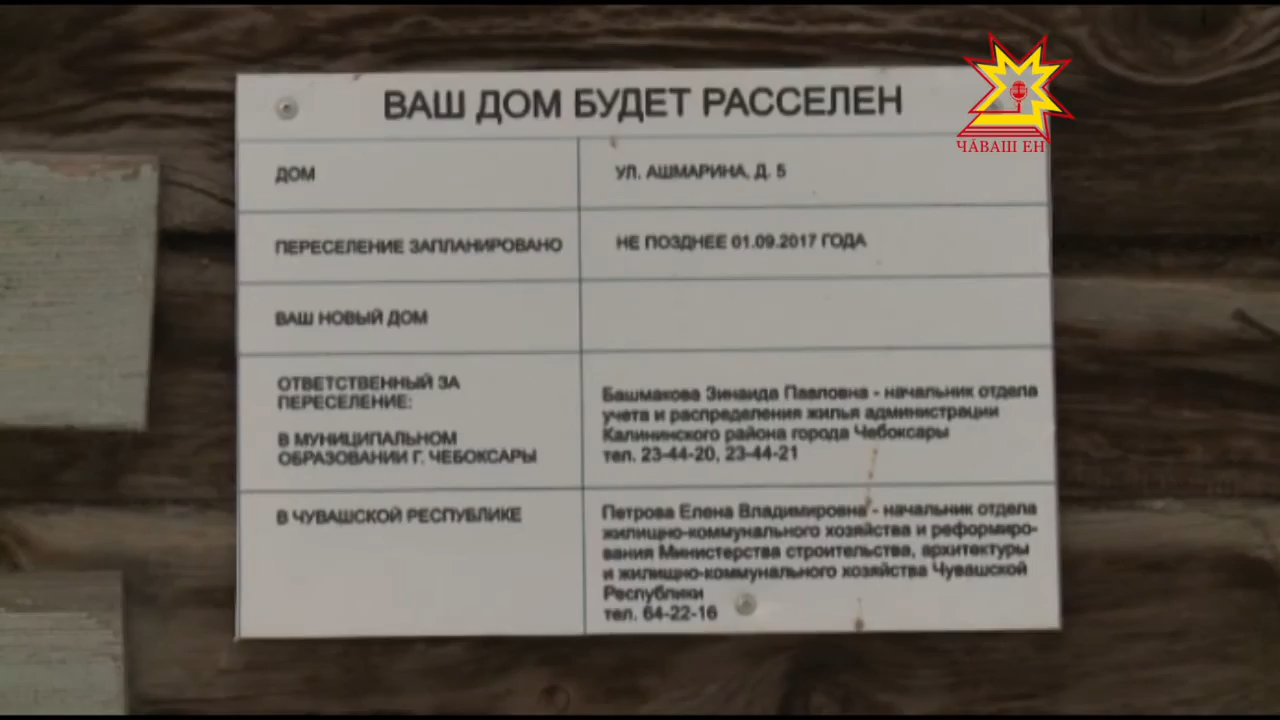 ВАШ ДОМ БУДЕТ РАССЕЛЕН
ЧӐВАШ ЕН
ДОМ
УЛ. АШМАРИНА, Д. 5
ПЕРЕСЕЛЕНИЕ ЗАПЛАНИРОВАНО
НЕ ПОЗДНЕЕ 01.09.2017 ГОДА
ВАШ НОВЫЙ ДОМ
ОТВЕТСТВЕННЫЙ ЗА
ПЕРЕСЕЛЕНИЕ:
В МУНИЦИПАЛЬНОМ
ОБРАЗОВАНИИ Г. ЧЕБОКСАРЫ
Башмакова Зинаида Павловна - начальник отдела
учета и распределения жилья администрации
Калининского района города Чебоксары
тел. 23-44-20, 23-44-21
В ЧУВАШСКОЙ РЕСПУБЛИКЕ
Петрова Елена Владимировна - начальник отдела
жилищно-коммунального хозяйства и реформиро-
вания Министерства строительства, архитектуры
и жилищно-коммунального хозяйства Чувашской
Республики
тел. 64-22-16